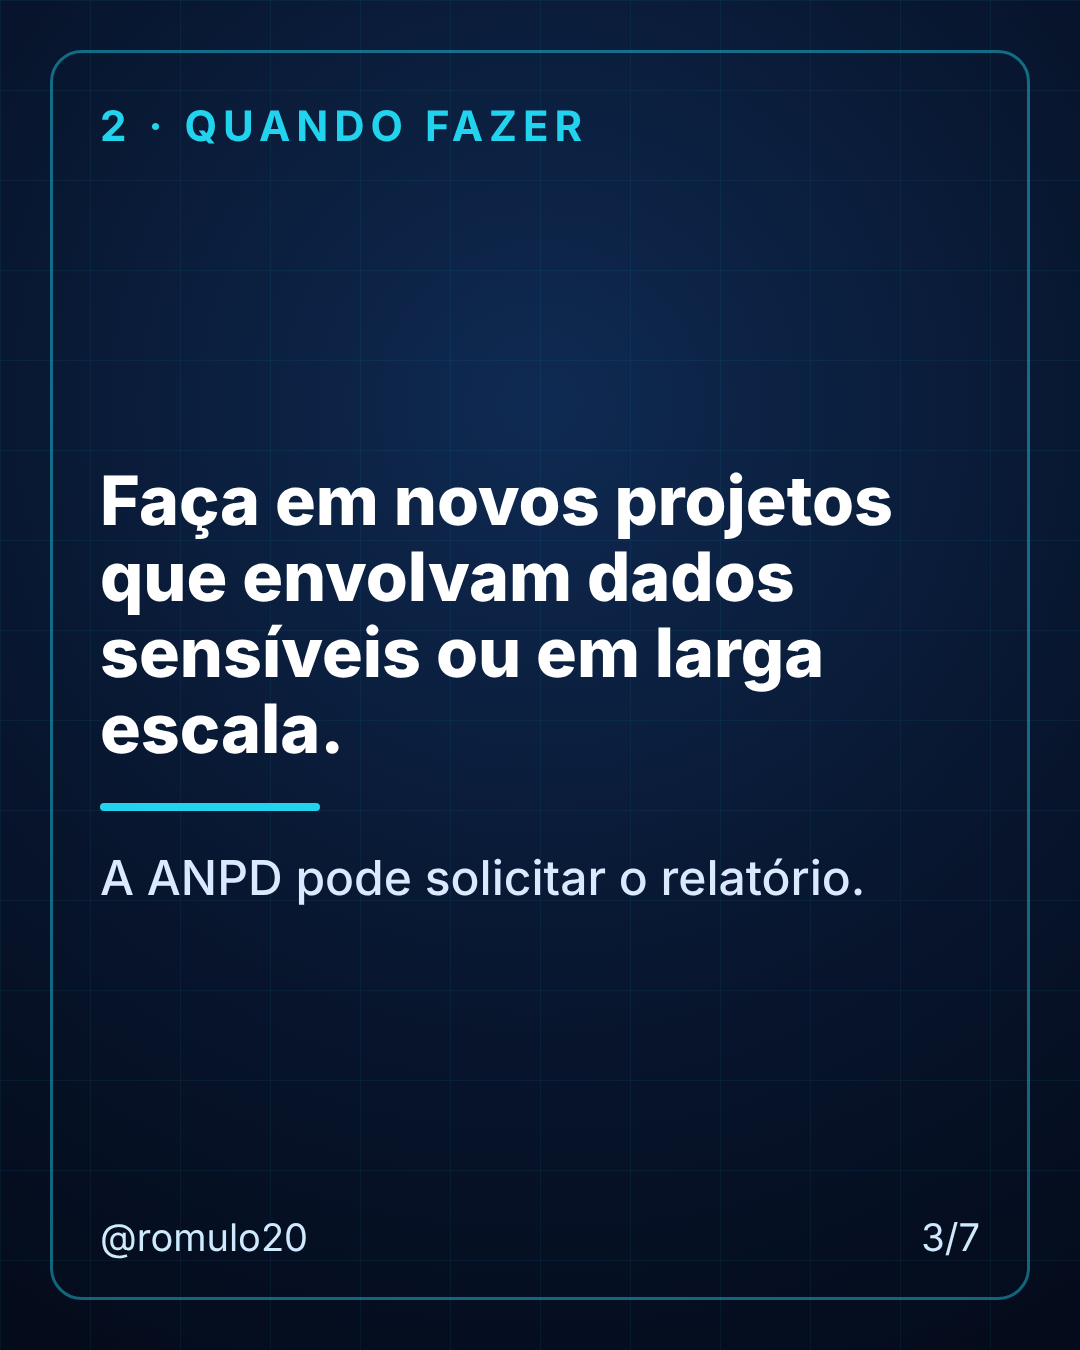 2 · QUANDO FAZER
Faça em novos projetos
que envolvam dados
sensíveis ou em larga
escala.
A ANPD pode solicitar o relatório.
@romulo20
3/7